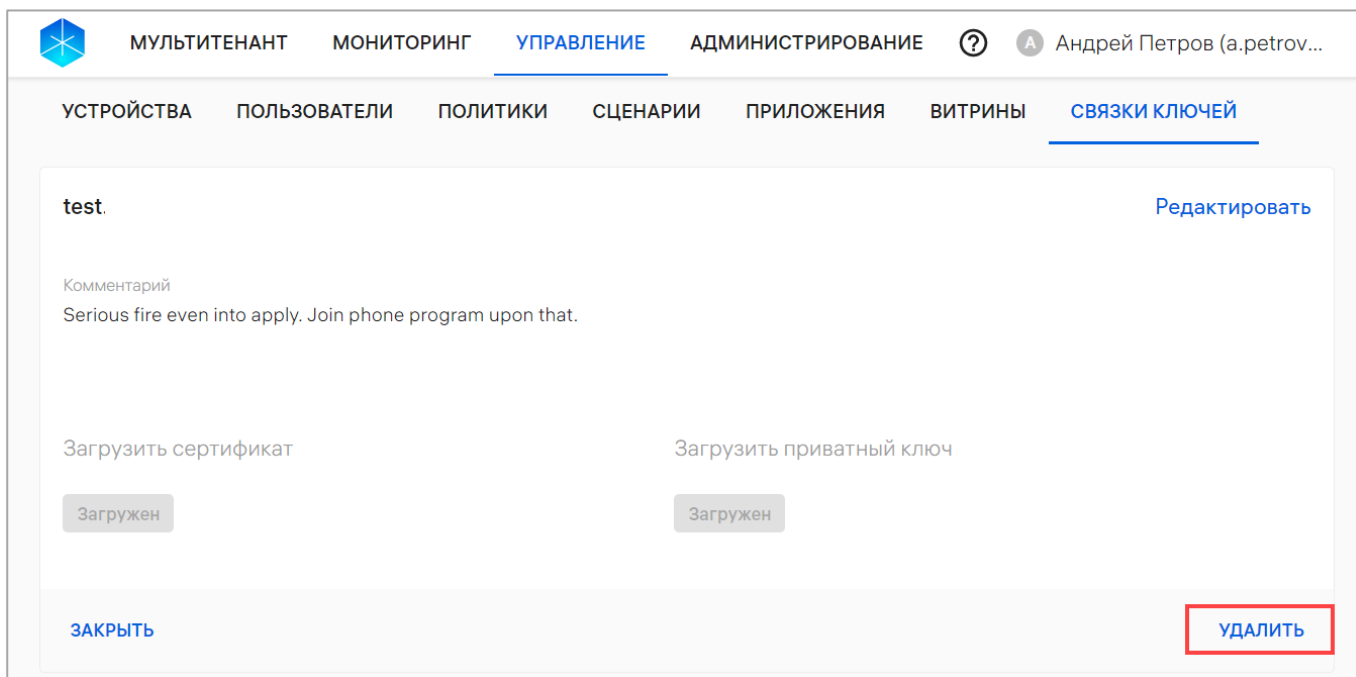 МУЛЬТИТЕНАНТ МОНИТОРИНГ УПРАВЛЕНИЕ АДМИНИСТРИРОВАНИЕ ? A Андрей Петров (a.petrov...
УСТРОЙСТВА ПОЛЬЗОВАТЕЛИ ПОЛИТИКИ СЦЕНАРИИ ПРИЛОЖЕНИЯ ВИТРИНЫ СВЯЗКИ КЛЮЧЕЙ
test. Редактировать
Комментарий
Serious fire even into apply. Join phone program upon that.
Загрузить сертификат Загрузить приватный ключ
Загружен Загружен
ЗАКРЫТЬ УДАЛИТЬ